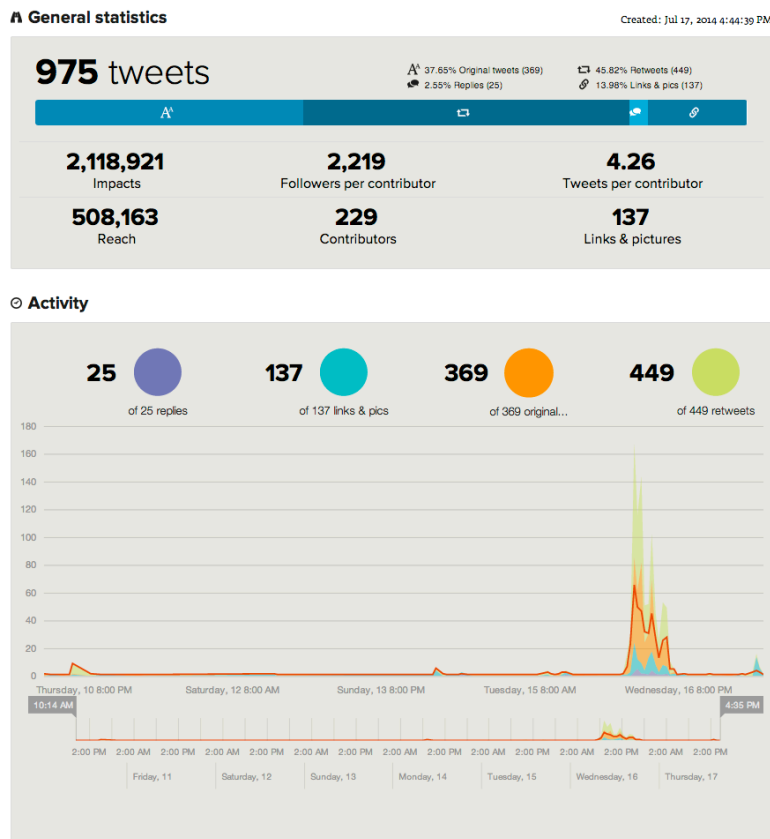 General statistics
Created: Jul 17, 2014 4:44:39 PM
975 tweets
37.65% Original tweets (369)
45.82% Retweets (449)
2.55% Replies (25)
13.98% Links & pics (137)
2,118,921
2,219
4.26
Impacts
Followers per contributor
Tweets per contributor
508,163
229
137
Reach
Contributors
Links & pictures
Activity
25
137
369
449
of 25 replies
of 137 links & pics
of 369 original...
of 449 retweets
180
160
140
120
100
80
60
40
20
0
Thursday, 10 8:00 PM
Saturday, 12 8:00 AM
Sunday, 13 8:00 PM
Tuesday, 15 8:00 AM
Wednesday, 16 8:00 PM
10:14 AM
4:35 PM
2:00 PM 2:00 AM 2:00 PM 2:00 AM 2:00 PM 2:00 AM 2:00 PM 2:00 AM 2:00 PM 2:00 AM 2:00 PM 2:00 AM 2:00 PM 2:00 AM 2:00 PM
Friday, 11
Saturday, 12
Sunday, 13
Monday, 14
Tuesday, 15
Wednesday, 16
Thursday, 17